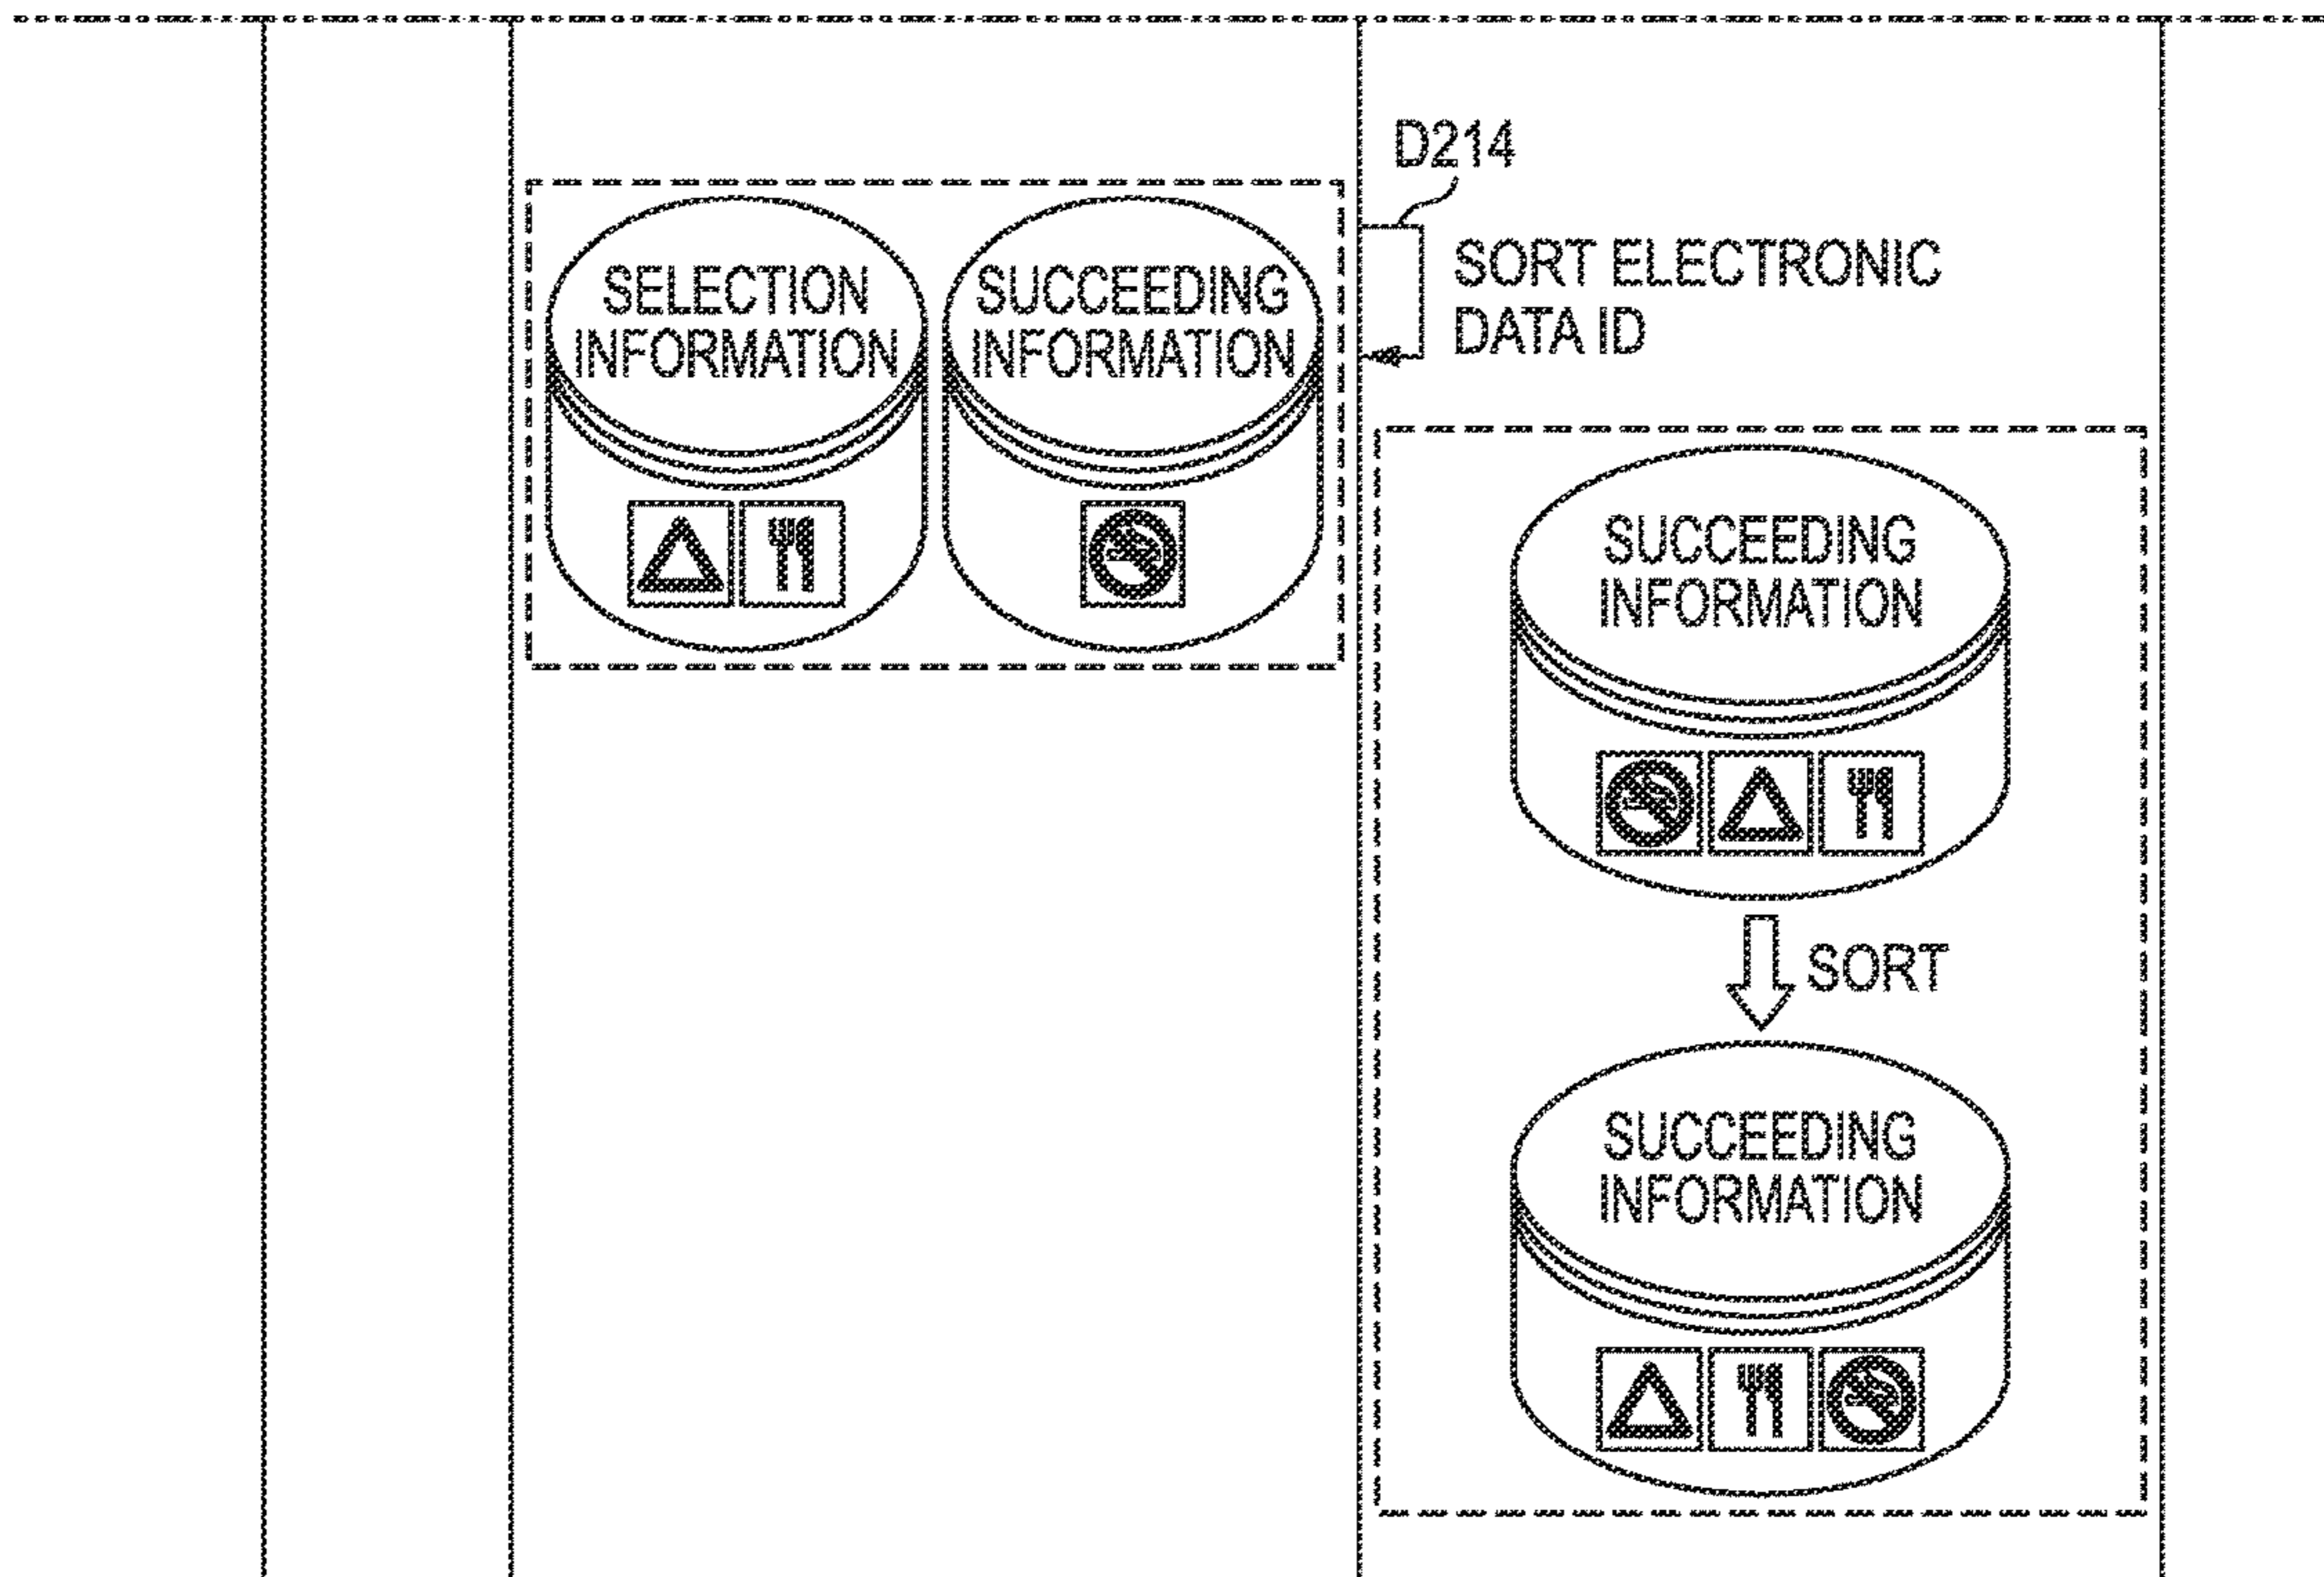 D214
SELECTION
INFORMATION
SUCCEEDING
INFORMATION
SORT ELECTRONIC
DATA ID
SUCCEEDING
INFORMATION
SORT
SUCCEEDING
INFORMATION